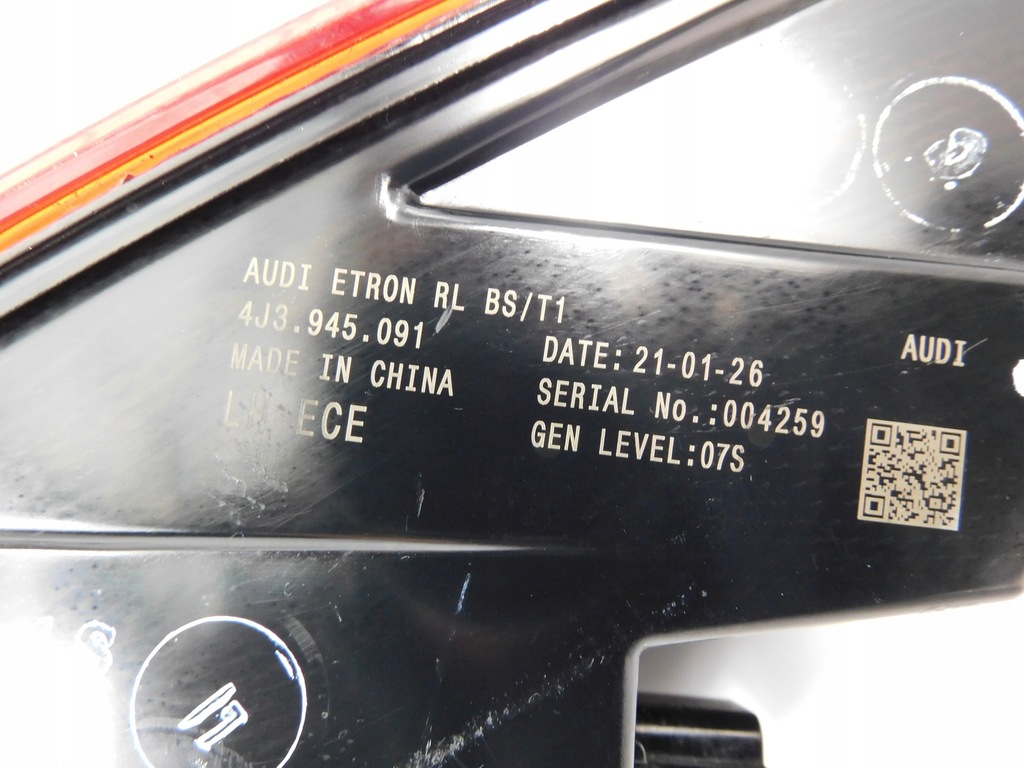 AUDI ETRON RL BS/T1
4J3.945.091
MADE IN CHINA
ECE
DATE: 21-01-26
SERIAL No.:004259
GEN LEVEL:07S
AUDI